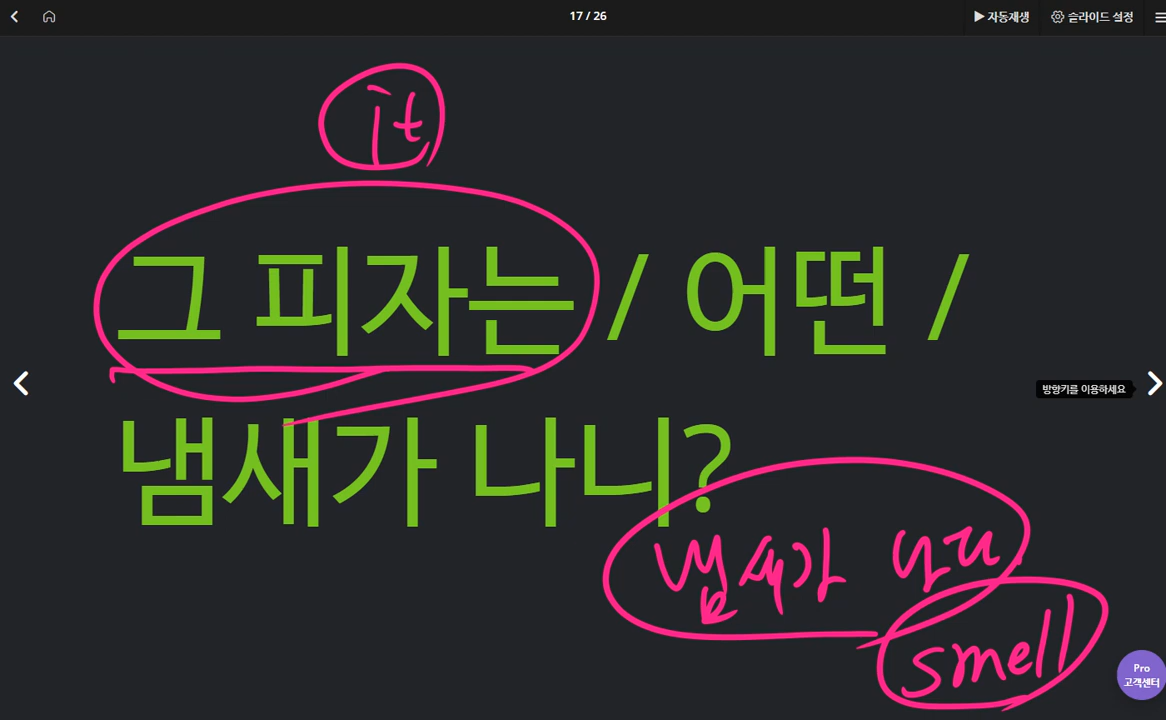 17 / 26
▶ 자동재생
슬라이드 설정
it
그 피자는 / 어떤 /
방향키를 이용하세요
냄새가 나니?
냄새가 나
smell
Pro
고객센터